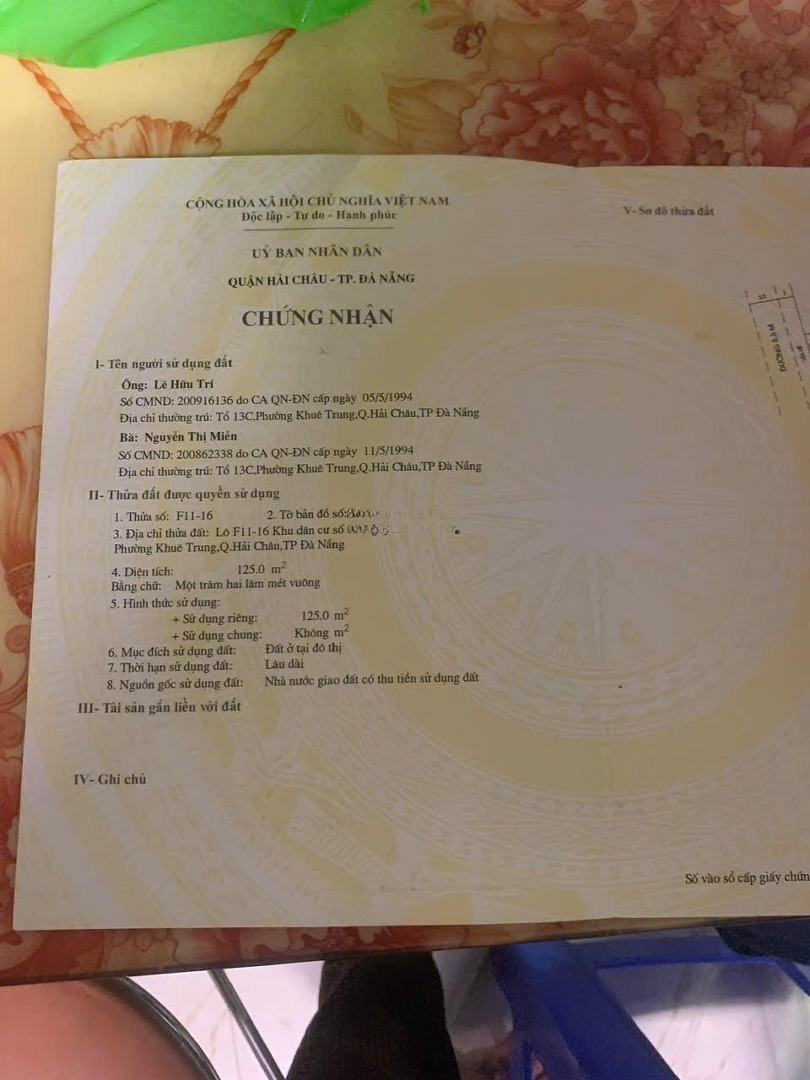 CỘNG HÒA XÃ HỘI CHỦ NGHĨA VIỆT NAM
Độc lập - Tự do - Hạnh phúc
UỶ BAN NHÂN DÂN
QUẬN HẢI CHÂU - TP. ĐÀ NẴNG
CHỨNG NHẬN
I- Tên người sử dụng đất
Ông: Lê Hữu Trí
Số CMND: 200916136 do CA QN-ĐN cấp ngày 05/5/1994
Địa chỉ thường trú: Tổ 13C,Phường Khuê Trung,Q.Hải Châu,TP Đà Nẵng
Bà: Nguyễn Thị Miễn
Số CMND: 200862338 do CA QN-ĐN cấp ngày 11/5/1994
Địa chỉ thường trú: Tổ 13C,Phường Khuê Trung,Q.Hải Châu,TP Đà Nẵng
II- Thửa đất được quyền sử dụng
1. Thửa số: F11-16 2. Tờ bản đồ số:
3. Địa chỉ thửa đất: Lô F11-16 Khu dân cư số
Phường Khuê Trung,Q.Hải Châu,TP Đà Nẵng
4. Diện tích: 125.0 m²
Bằng chữ: Một trăm hai lăm mét vuông
5. Hình thức sử dụng:
+ Sử dụng riêng: 125.0 m²
+ Sử dụng chung: Không m²
6. Mục đích sử dụng đất: Đất ở tại đô thị
7. Thời hạn sử dụng đất: Lâu dài
8. Nguồn gốc sử dụng đất: Nhà nước giao đất có thu tiền sử dụng đất
III- Tài sản gắn liền với đất
IV- Ghi chú
V- Sơ đồ thửa đất
ĐƯỜNG 5.5 M
Số vào sổ cấp giấy chứn